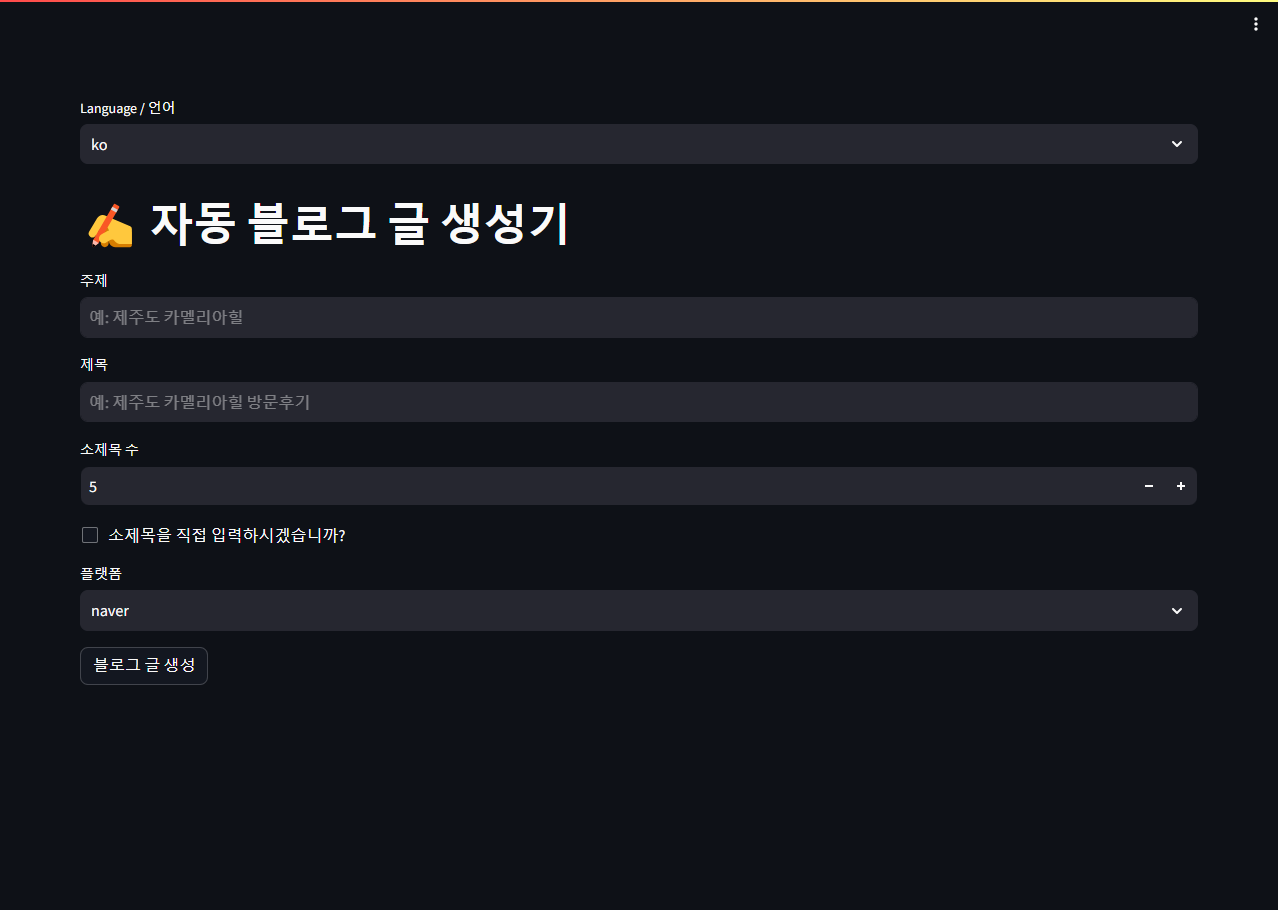 Language / 언어
ko
✍️ 자동 블로그 글 생성기
주제
예: 제주도 카멜리아힐
제목
예: 제주도 카멜리아힐 방문후기
소제목 수
5
소제목을 직접 입력하시겠습니까?
플랫폼
naver
블로그 글 생성